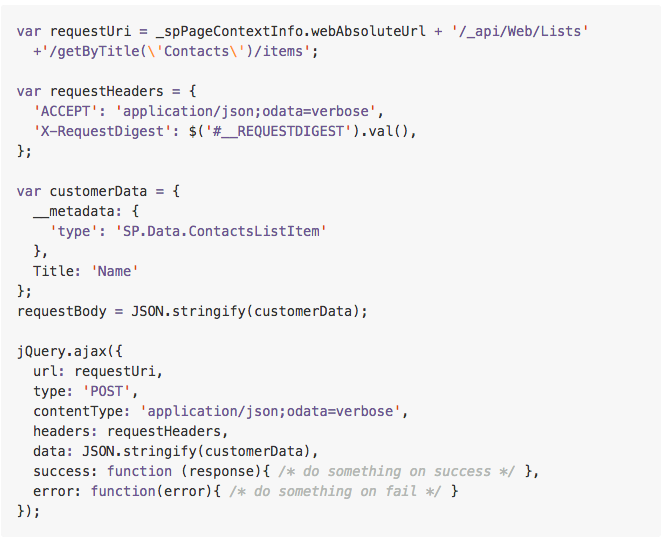 var requestUri = _spPageContextInfo.webAbsoluteUrl + '/_api/Web/Lists'
  +'/getByTitle(\'Contacts\')/items';

var requestHeaders = {
  'ACCEPT': 'application/json;odata=verbose',
  'X-RequestDigest': $('#__REQUESTDIGEST').val(),
};

var customerData = {
  __metadata: {
    'type': 'SP.Data.ContactsListItem'
  },
  Title: 'Name'
};
requestBody = JSON.stringify(customerData);

jQuery.ajax({
  url: requestUri,
  type: 'POST',
  contentType: 'application/json;odata=verbose',
  headers: requestHeaders,
  data: JSON.stringify(customerData),
  success: function (response){ /* do something on success */ },
  error: function(error){ /* do something on fail */ }
});